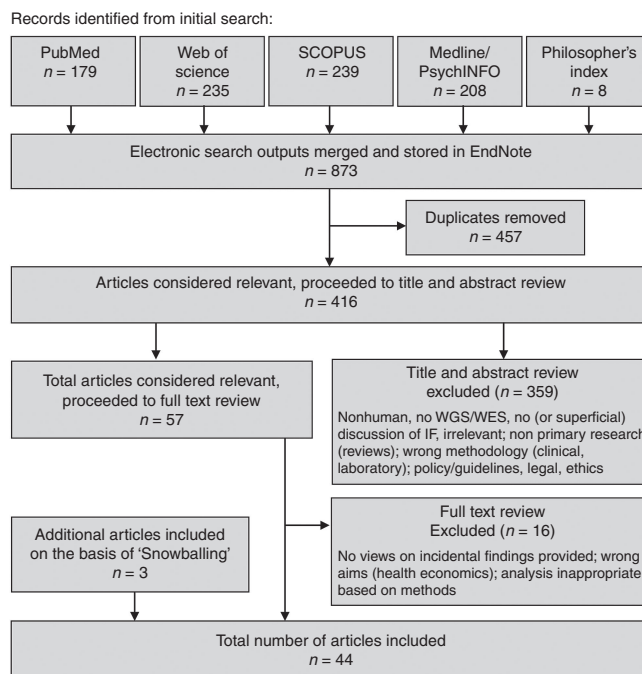 Records identified from initial search:
PubMed
n = 179
Web of
science
n = 235
SCOPUS
n = 239
Medline/
PsychINFO
n = 208
Philosopher's
index
n = 8
Electronic search outputs merged and stored in EndNote
n = 873
Duplicates removed
n = 457
Articles considered relevant, proceeded to title and abstract review
n = 416
Total articles considered relevant,
proceeded to full text review
n = 57
Title and abstract review
excluded (n = 359)
Nonhuman, no WGS/WES, no (or superficial)
discussion of IF, irrelevant; non primary research
(reviews); wrong methodology (clinical,
laboratory); policy/guidelines, legal, ethics
Full text review
Excluded (n = 16)
No views on incidental findings provided; wrong
aims (health economics); analysis inappropriate
based on methods
Additional articles included
on the basis of 'Snowballing'
n = 3
Total number of articles included
n = 44